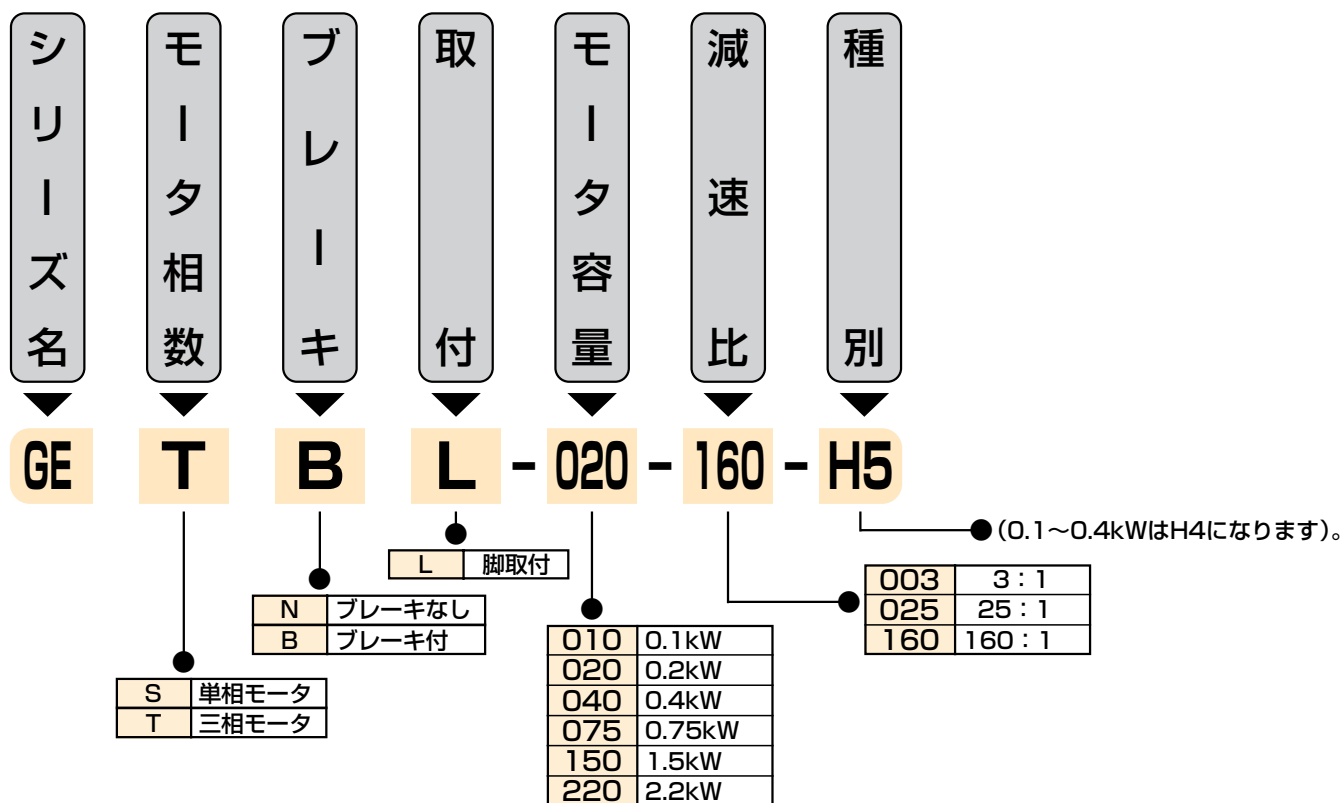 シリーズ名
モータ相数
ブレーキ
取付
モータ容量
減速比
種別
GE T B L - 020 - 160 - H5
(0.1～0.4kWはH4になります)。
L 脚取付
N ブレーキなし
B ブレーキ付
S 単相モータ
T 三相モータ
010 0.1kW
020 0.2kW
040 0.4kW
075 0.75kW
150 1.5kW
220 2.2kW
003 3：1
025 25：1
160 160：1